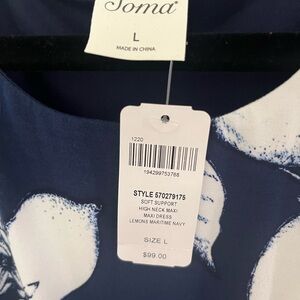 Soma
L
MADE IN CHINA
1220
194299753766
STYLE 570279175
SOFT SUPPORT
HIGH NECK MAXI
MAXI DRESS
LEMONS MARITIME NAVY
SIZE L
$99.00